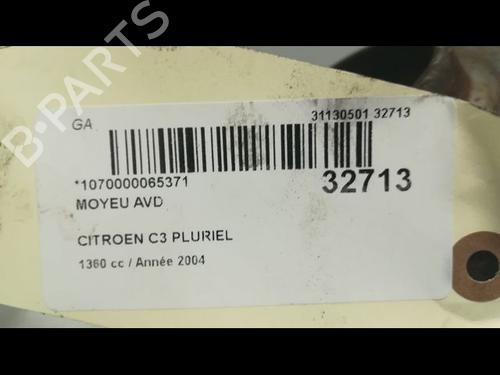 B-PARTS
GA
31130501 32713
*1070000065371
32713
MOYEU AVD
CITROEN C3 PLURIEL
1360 cc / Année 2004